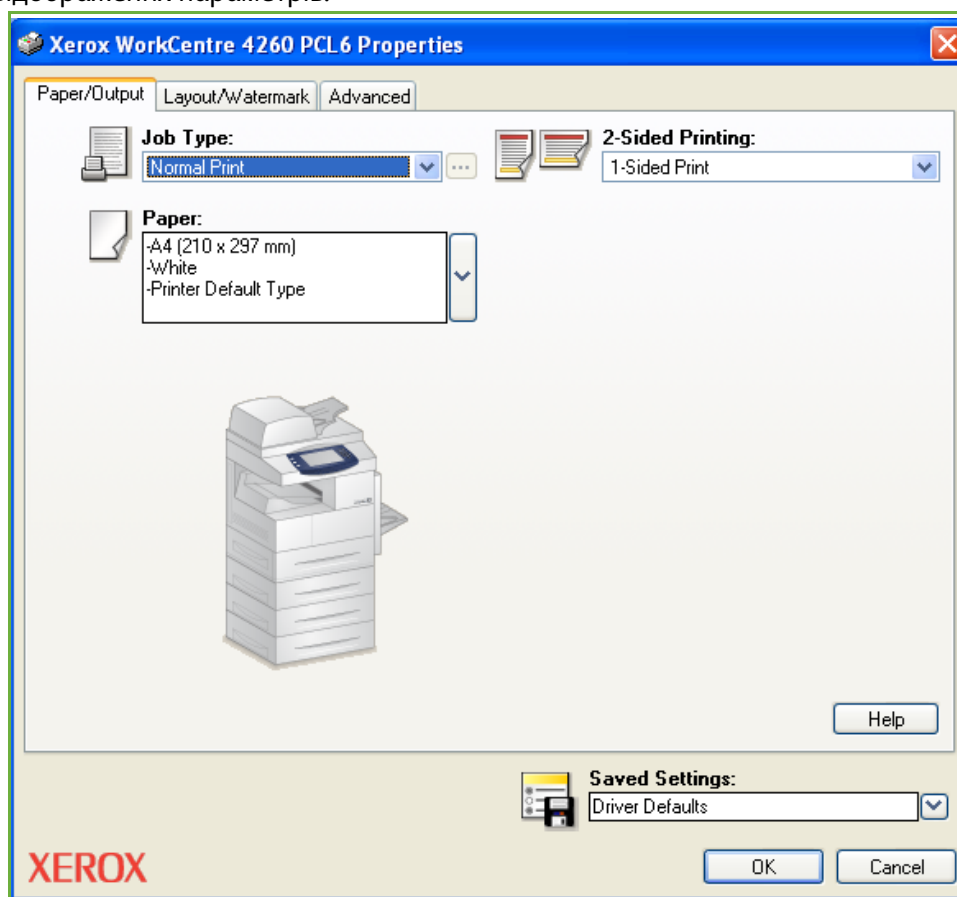 параметрів.
Xerox WorkCentre 4260 PCL6 Properties
Paper/Output Layout/Watermark Advanced
Job Type:
Normal Print
2-Sided Printing:
1-Sided Print
Paper:
-A4 (210 x 297 mm)
-White
-Printer Default Type
Help
Saved Settings:
Driver Defaults
XEROX
OK Cancel